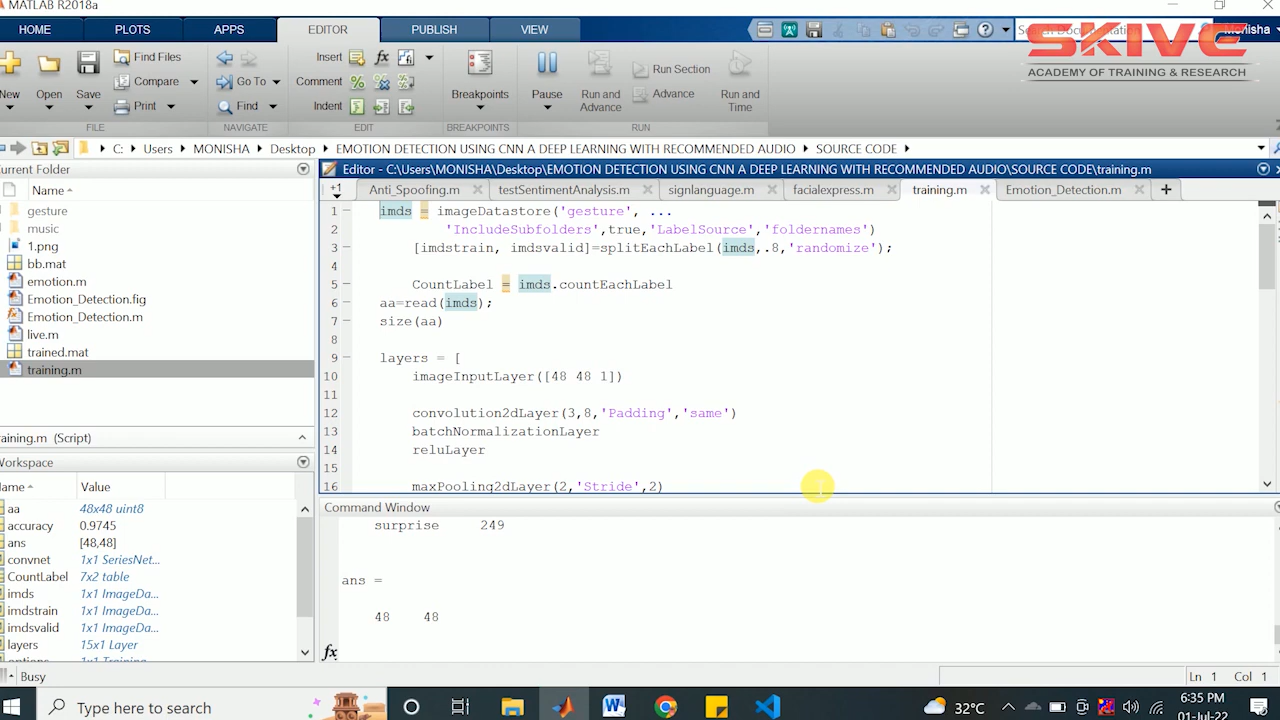 MATLAB R2018a
HOME PLOTS APPS EDITOR PUBLISH VIEW
SKIVE
ACADEMY OF TRAINING & RESEARCH
Monisha
New Open Save
Find Files
Compare
Print
FILE
Go To
Find
NAVIGATE
Insert fx
Comment %
Indent
EDIT
Breakpoints
BREAKPOINTS
Pause
Run and Advance
Run Section
Advance
Run and Time
RUN
C: Users MONISHA Desktop EMOTION DETECTION USING CNN A DEEP LEARNING WITH RECOMMENDED AUDIO SOURCE CODE
Current Folder
Name
gesture
music
1.png
bb.mat
emotion.m
Emotion_Detection.fig
Emotion_Detection.m
live.m
trained.mat
training.m
training.m (Script)
Workspace
Name Value
aa 48x48 uint8
accuracy 0.9745
ans [48,48]
convnet 1x1 SeriesNet...
CountLabel 7x2 table
imds 1x1 ImageDa...
imdstrain 1x1 ImageDa...
imdsvalid 1x1 ImageDa...
layers 15x1 Layer
options 1x1 Training
Editor - C:\Users\MONISHA\Desktop\EMOTION DETECTION USING CNN A DEEP LEARNING WITH RECOMMENDED AUDIO\SOURCE CODE\training.m
Anti_Spoofing.m testSentimentAnalysis.m signlanguage.m facialexpress.m training.m Emotion_Detection.m
1 imds = imageDatastore('gesture', ...
2 'IncludeSubfolders',true,'LabelSource','foldernames')
3 [imdstrain, imdsvalid]=splitEachLabel(imds,.8,'randomize');
4
5 CountLabel = imds.countEachLabel
6 aa=read(imds);
7 size(aa)
8
9 layers = [
10 imageInputLayer([48 48 1])
11
12 convolution2dLayer(3,8,'Padding','same')
13 batchNormalizationLayer
14 reluLayer
15
16 maxPooling2dLayer(2,'Stride',2)
Command Window
surprise 249
ans =
48 48
fx
Busy
Ln 1 Col 1
Type here to search
32°C
6:35 PM
01-Jul-22